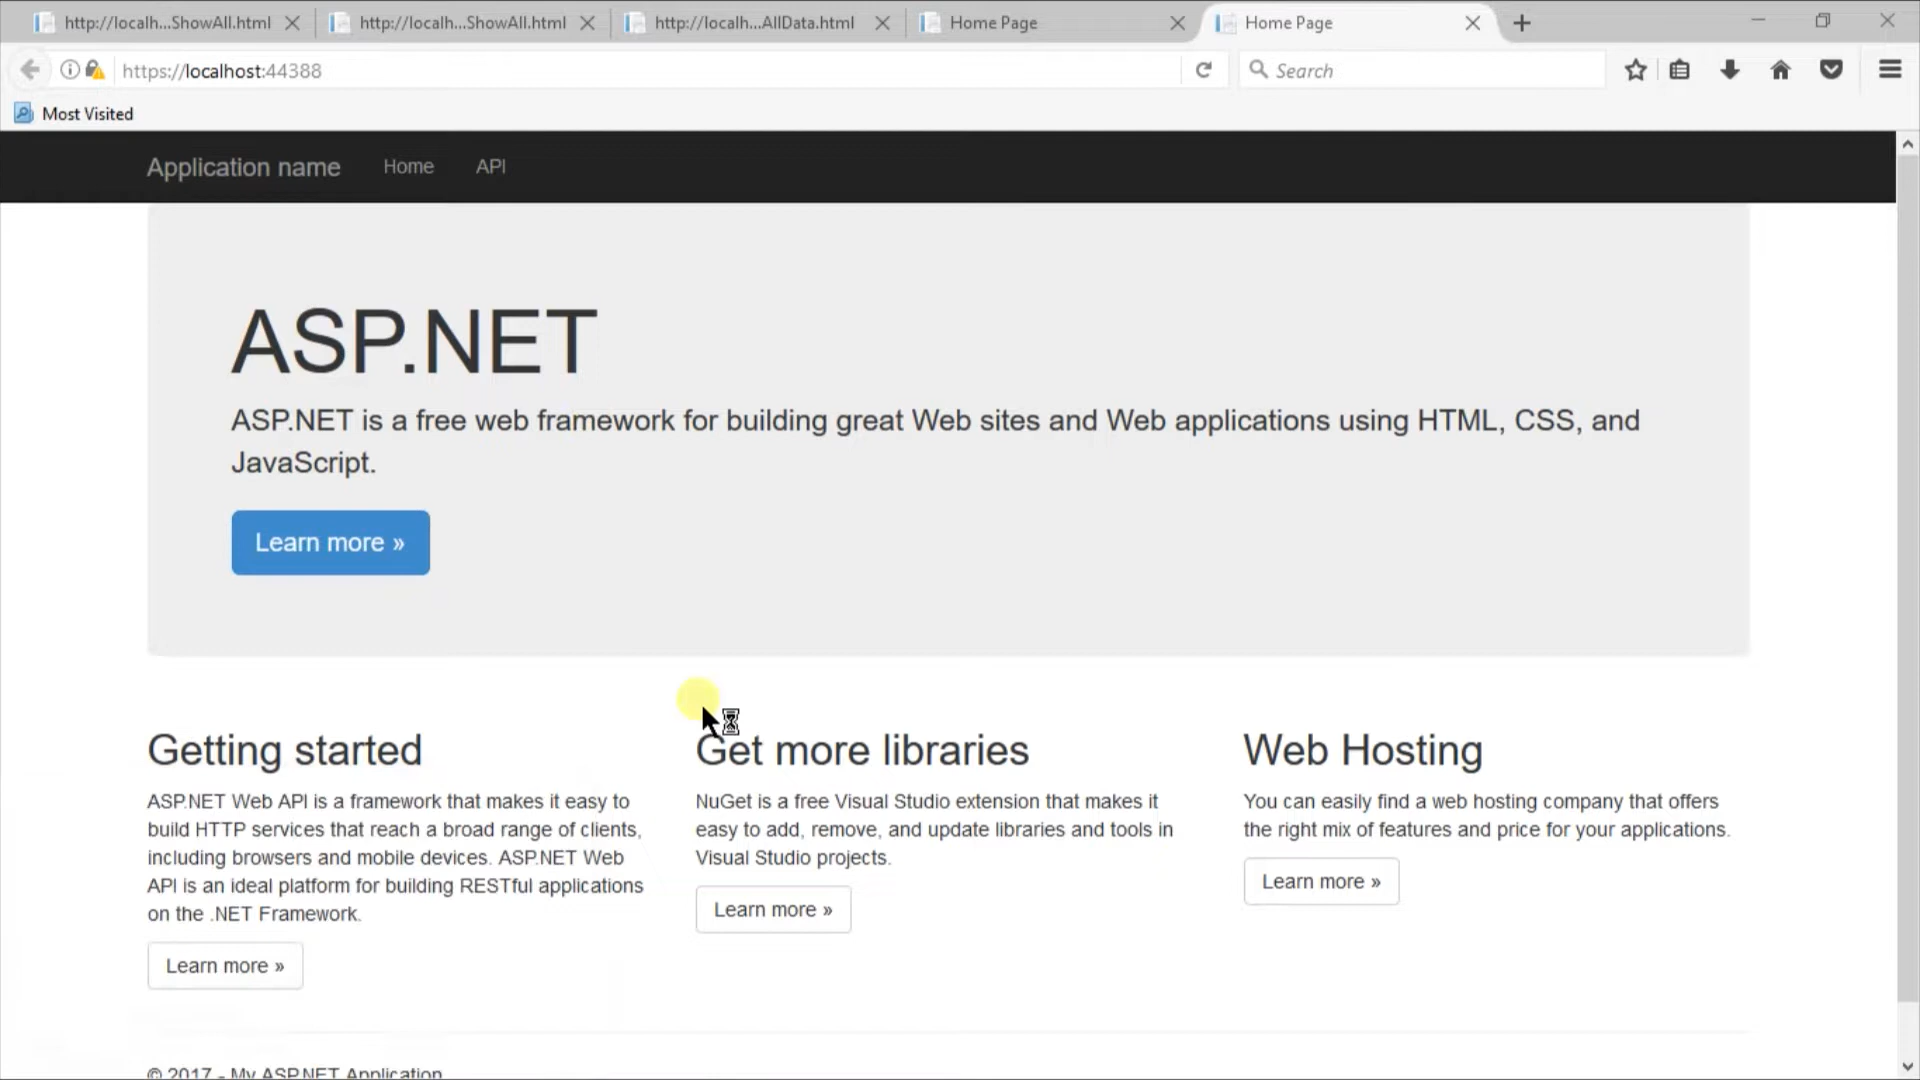 http://localh...ShowAll.html
http://localh...ShowAll.html
http://localh...AllData.html
Home Page
Home Page
https://localhost:44388
Search
Most Visited
Application name
Home
API
ASP.NET
ASP.NET is a free web framework for building great Web sites and Web applications using HTML, CSS, and
JavaScript.
Learn more »
Getting started
ASP.NET Web API is a framework that makes it easy to
build HTTP services that reach a broad range of clients,
including browsers and mobile devices. ASP.NET Web
API is an ideal platform for building RESTful applications
on the .NET Framework.
Learn more »
Get more libraries
NuGet is a free Visual Studio extension that makes it
easy to add, remove, and update libraries and tools in
Visual Studio projects.
Learn more »
Web Hosting
You can easily find a web hosting company that offers
the right mix of features and price for your applications.
Learn more »
© 2017 - My ASP.NET Application